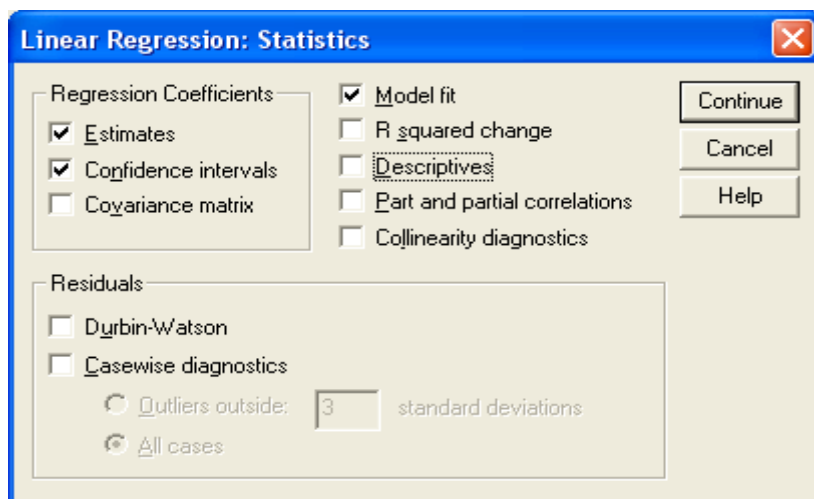 Linear Regression: Statistics
Regression Coefficients
Estimates
Confidence intervals
Covariance matrix
Model fit
R squared change
Descriptives
Part and partial correlations
Collinearity diagnostics
Continue
Cancel
Help
Residuals
Durbin-Watson
Casewise diagnostics
Outliers outside: 3 standard deviations
All cases